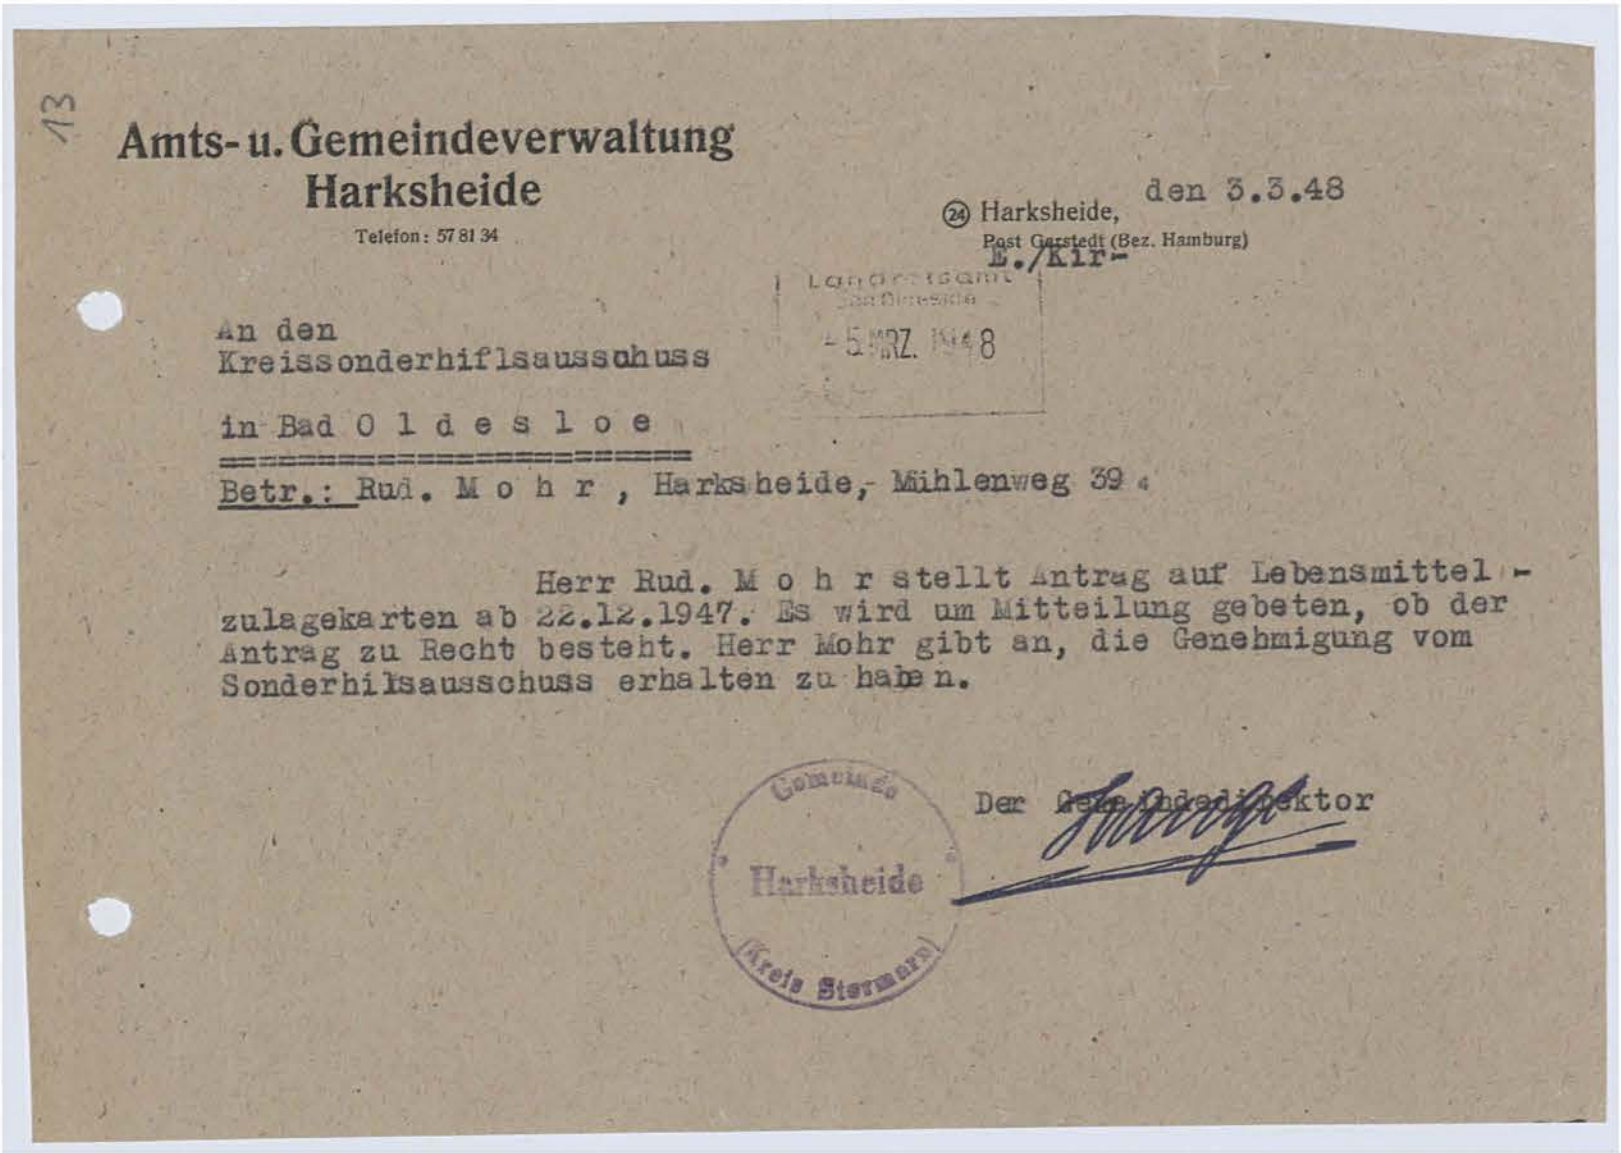 13
Amts- u. Gemeindeverwaltung
Harksheide
Telefon: 57 81 34
den 3.3.48
24 Harksheide,
Post Garstedt (Bez. Hamburg)
E./Kir-
Landratsamt
- 5. MRZ. 1948
An den
Kreissonderhiflsausschuss
in Bad O l d e s l o e
========================
Betr.: Rud. M o h r , Harksheide,- Mühlenweg 39 .
Herr Rud. M o h r stellt Antrag auf Lebensmittel -
zulagekarten ab 22.12.1947. Es wird um Mitteilung gebeten, ob der
Antrag zu Recht besteht. Herr Mohr gibt an, die Genehmigung vom
Sonderhilsausschuss erhalten zu haben.
Der Gemeindedirektor
Gemeinde
Harksheide
(Kreis Stormarn)